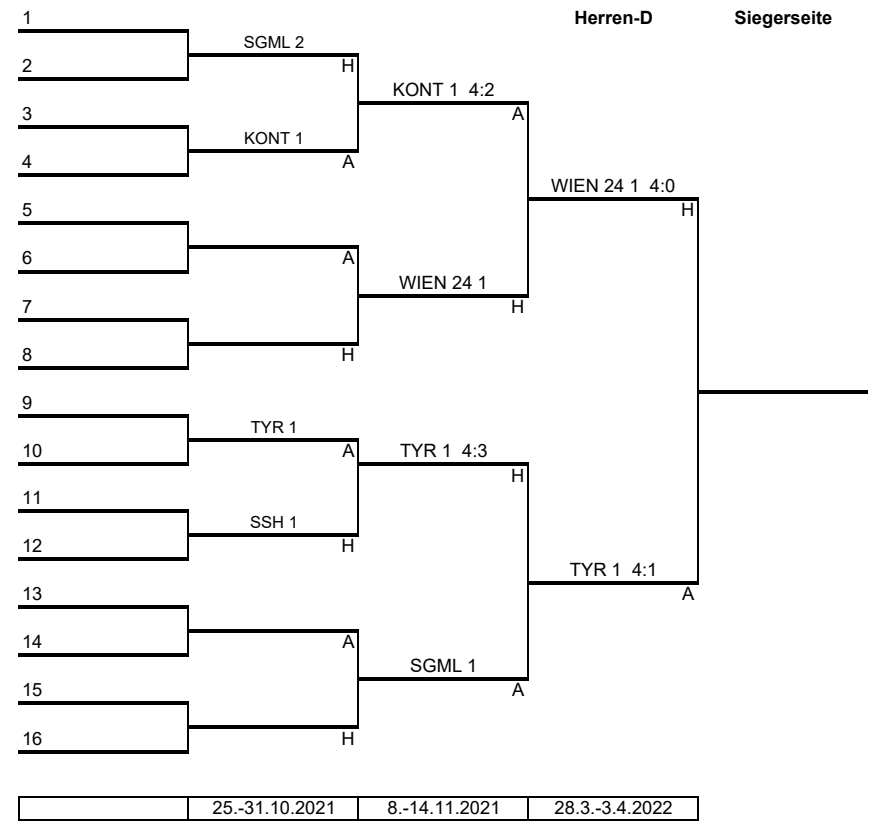 1
Herren-D
Siegerseite
SGML 2
2
H
KONT 1  4:2
3
A
KONT 1
4
A
WIEN 24 1  4:0
5
H
6
A
WIEN 24 1
7
H
8
H
9
TYR 1
10
A
TYR 1  4:3
H
11
SSH 1
12
H
TYR 1  4:1
13
A
14
A
SGML 1
15
A
16
H
25.-31.10.2021
8.-14.11.2021
28.3.-3.4.2022